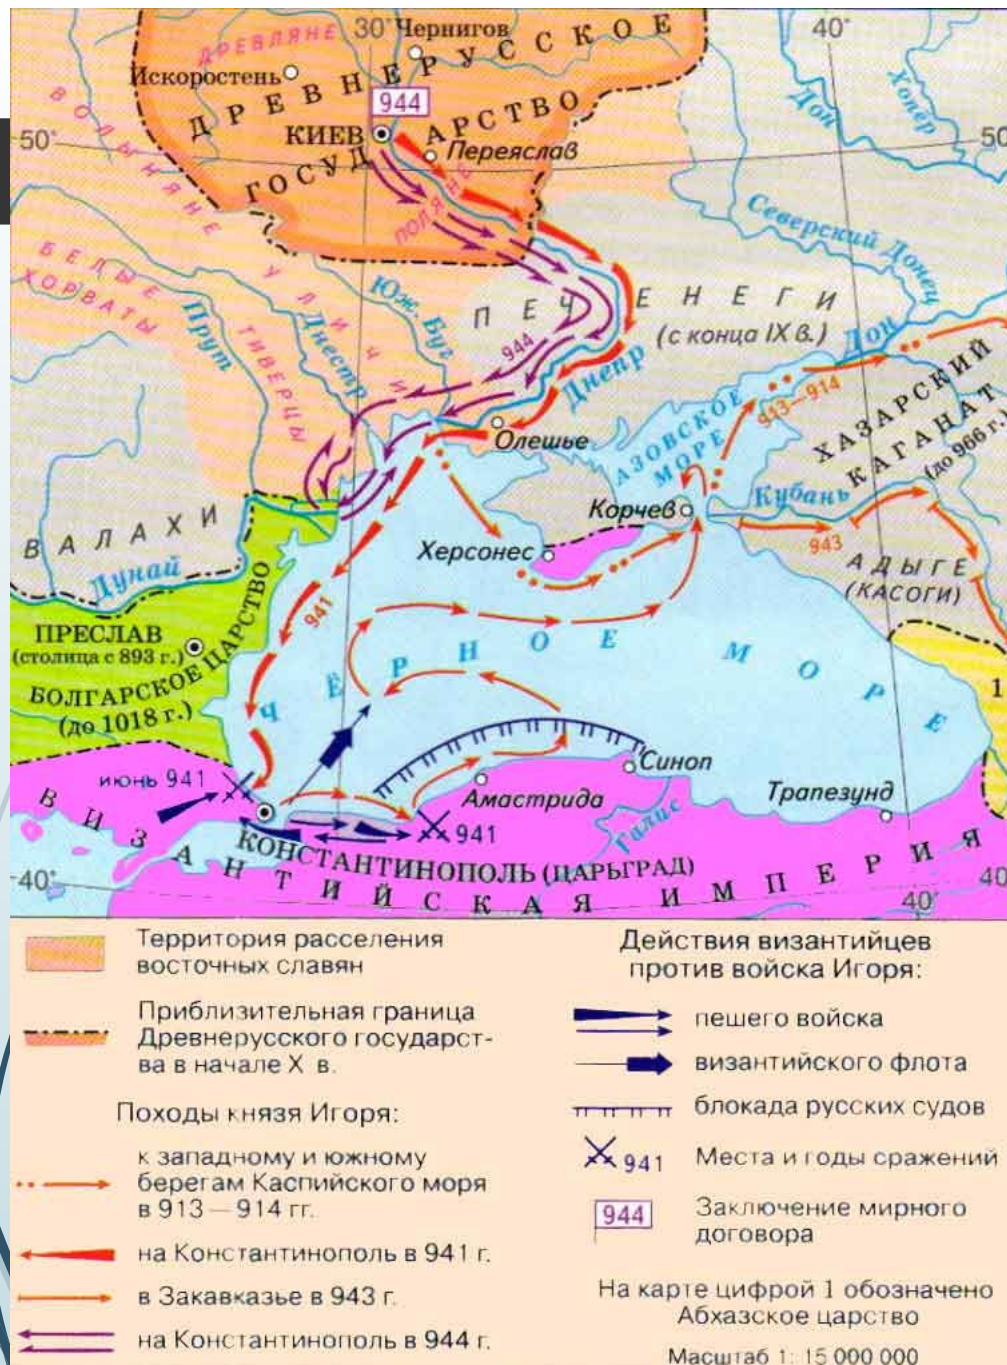 30°
40°
ДРЕВЛЯНЕ
Чернигов
Искоростень
ДРЕВНЕРУССКОЕ
ГОСУДАРСТВО
944
КИЕВ
Переяслав
50°
50
Дон
Хопер
ВОЛЫНЯНЕ
ПОЛЯНЕ
БЕЛЫЕ
ХОРВАТЫ
УЛИЧИ
ТИВЕРЦЫ
Прут
Днестр
Юж. Буг
Северский Донец
ПЕЧЕНЕГИ
(с конца IX в.)
944
Днепр
Дон
913—914
Олешье
АЗОВСКОЕ
МОРЕ
ХАЗАРСКИЙ
КАГАНАТ
(до 966 г.)
Корчев
Кубань
943
ВАЛАХИ
Дунай
Херсонес
АДЫГЕ
(КАСОГИ)
941
ПРЕСЛАВ
(столица с 893 г.)
БОЛГАРСКОЕ ЦАРСТВО
(до 1018 г.)
ЧЁРНОЕ МОРЕ
1
июнь 941
Синоп
Амастрида
Трапезунд
Галис
941
КОНСТАНТИНОПОЛЬ (ЦАРЬГРАД)
ВИЗАНТИЙСКАЯ ИМПЕРИЯ
40°
40°
40
Территория расселения
восточных славян
Приблизительная граница
Древнерусского государст-
ва в начале X в.
Походы князя Игоря:
к западному и южному
берегам Каспийского моря
в 913—914 гг.
на Константинополь в 941 г.
в Закавказье в 943 г.
на Константинополь в 944 г.
Действия византийцев
против войска Игоря:
пешего войска
византийского флота
блокада русских судов
941 Места и годы сражений
944 Заключение мирного
договора
На карте цифрой 1 обозначено
Абхазское царство
Масштаб 1: 15 000 000